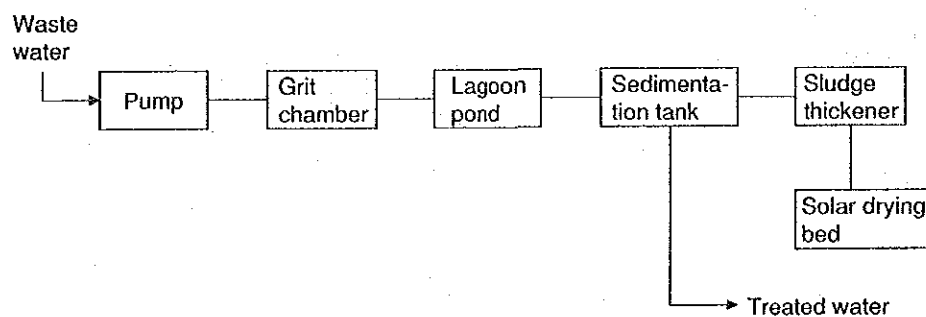 Waste
water
Pump
Grit
chamber
Lagoon
pond
Sedimenta-
tion tank
Sludge
thickener
Solar drying
bed
Treated water